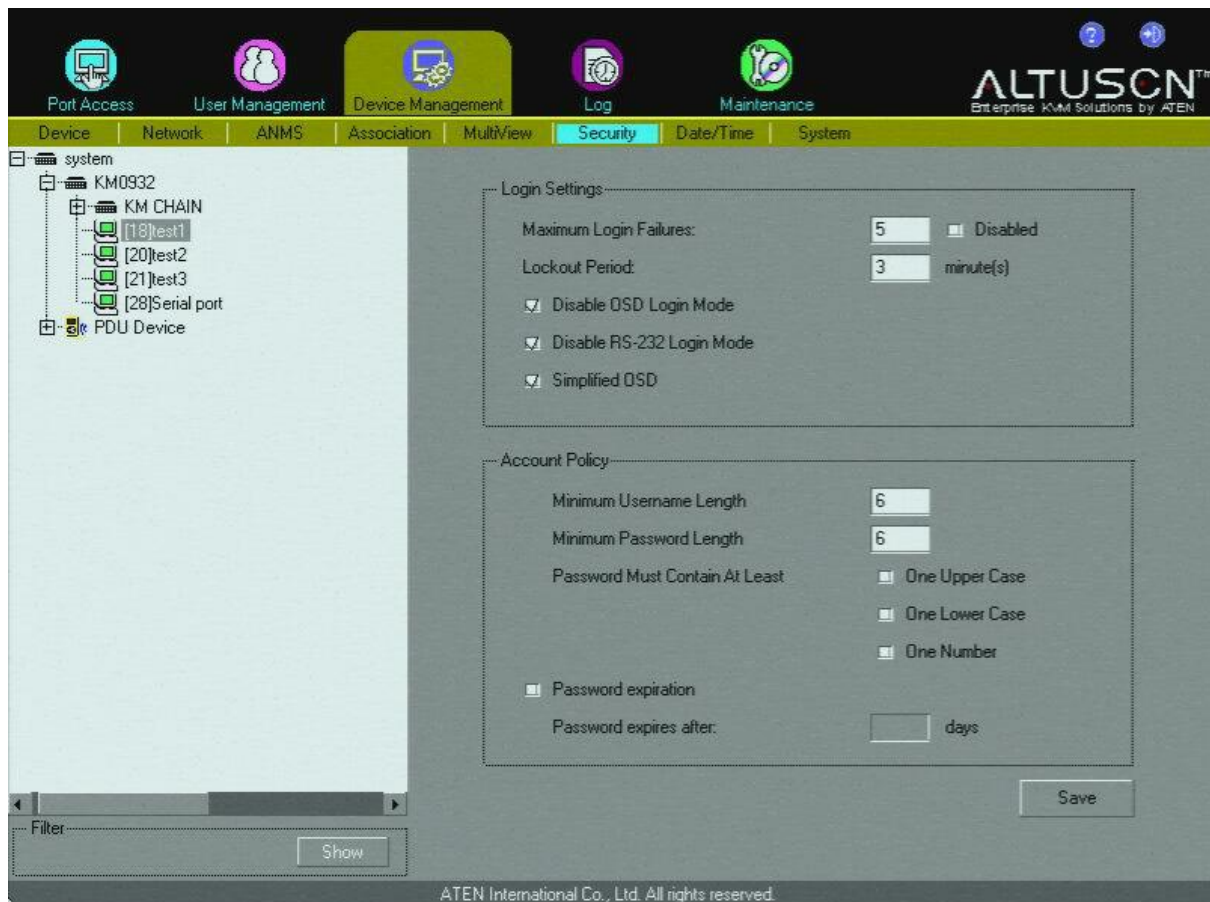 ALTUSCN™
Enterprise KVM Solutions by ATEN
Port Access
User Management
Device Management
Log
Maintenance
Device
Network
ANMS
Association
MultiView
Security
Date/Time
System
system
KM0932
KM CHAIN
[18]test1
[20]test2
[21]test3
[28]Serial port
PDU Device
Filter
Show
Login Settings
Maximum Login Failures: 5 Disabled
Lockout Period: 3 minute(s)
Disable OSD Login Mode
Disable RS-232 Login Mode
Simplified OSD
Account Policy
Minimum Username Length 6
Minimum Password Length 6
Password Must Contain At Least One Upper Case
One Lower Case
One Number
Password expiration
Password expires after: days
Save
ATEN International Co., Ltd. All rights reserved.